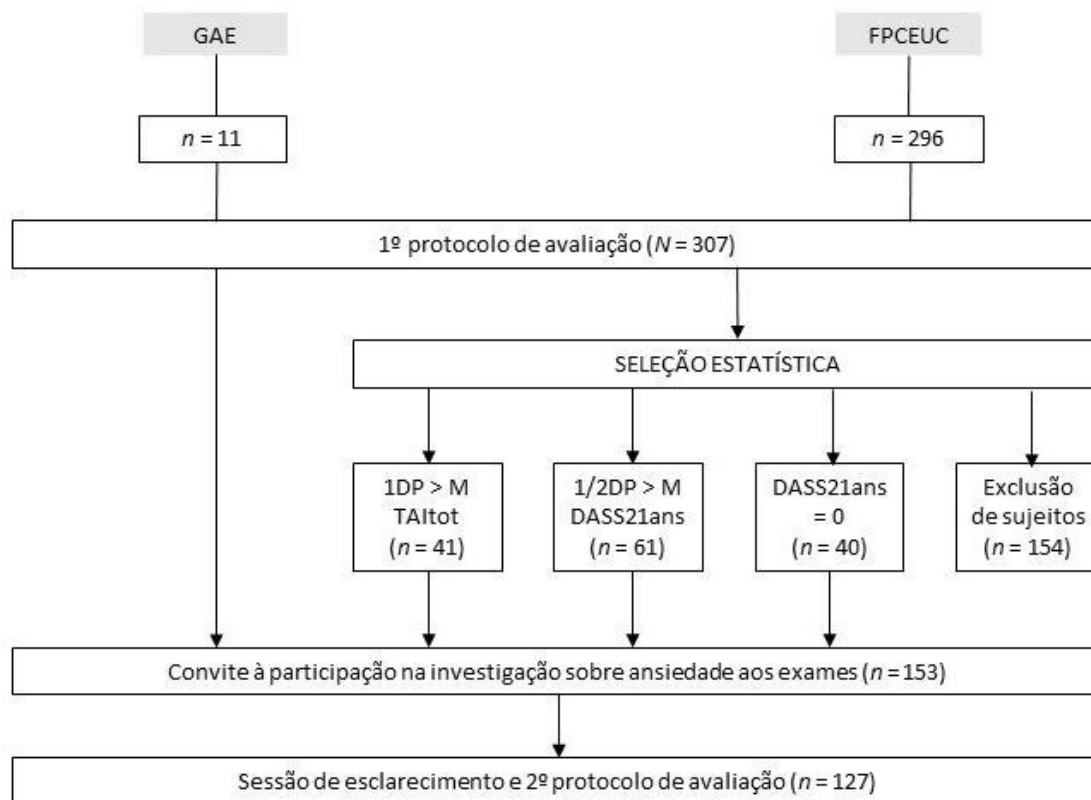 GAE
FPCEUC
n = 11
n = 296
1º protocolo de avaliação (N = 307)
SELEÇÃO ESTATÍSTICA
1DP > M
TAItot
(n = 41)
1/2DP > M
DASS21ans
(n = 61)
DASS21ans
= 0
(n = 40)
Exclusão
de sujeitos
(n = 154)
Convite à participação na investigação sobre ansiedade aos exames (n = 153)
Sessão de esclarecimento e 2º protocolo de avaliação (n = 127)